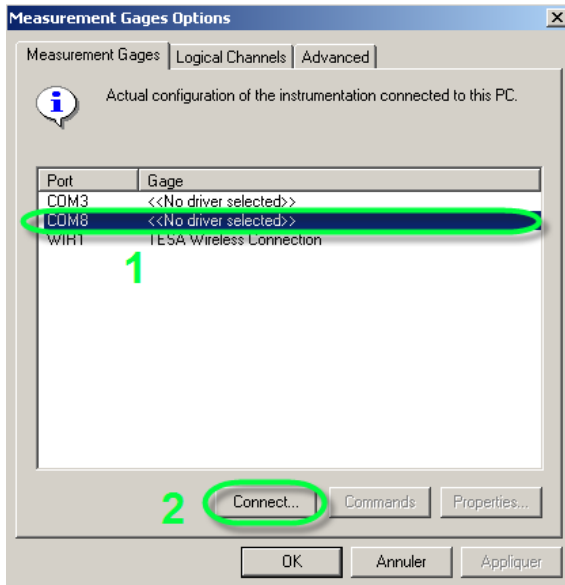 Measurement Gages Options
Measurement Gages Logical Channels Advanced
Actual configuration of the instrumentation connected to this PC.
Port Gage
COM3 <<No driver selected>>
COM8 <<No driver selected>>
WIR1 TESA Wireless Connection
1
2 Connect... Commands Properties...
OK Annuler Appliquer